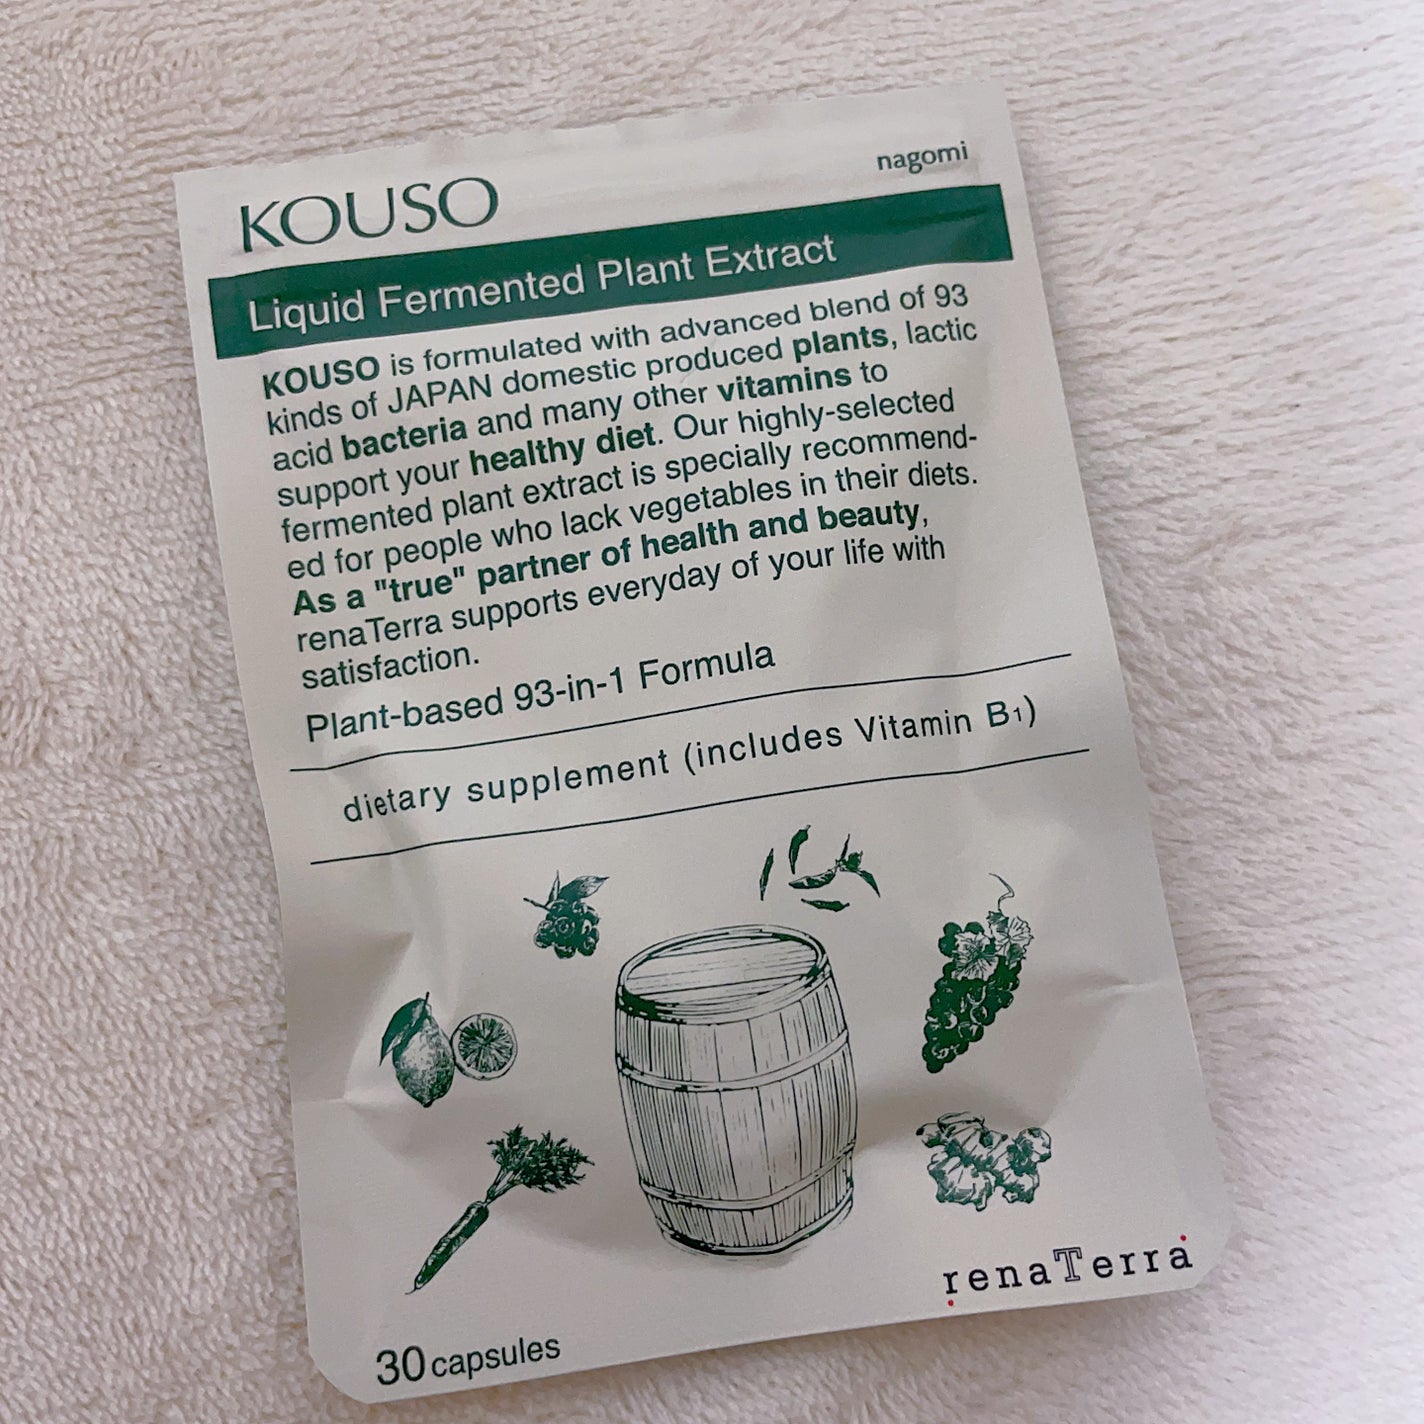 KOUSO
nagomi
Liquid Fermented Plant Extract
KOUSO is formulated with advanced blend of 93
kinds of JAPAN domestic produced plants, lactic
acid bacteria and many other vitamins to
support your healthy diet. Our highly-selected
fermented plant extract is specially recommend-
ed for people who lack vegetables in their diets.
As a "true" partner of health and beauty,
renaTerra supports everyday of your life with
satisfaction.
Plant-based 93-in-1 Formula
dietary supplement (includes Vitamin B₁)
renaTerra
30 capsules